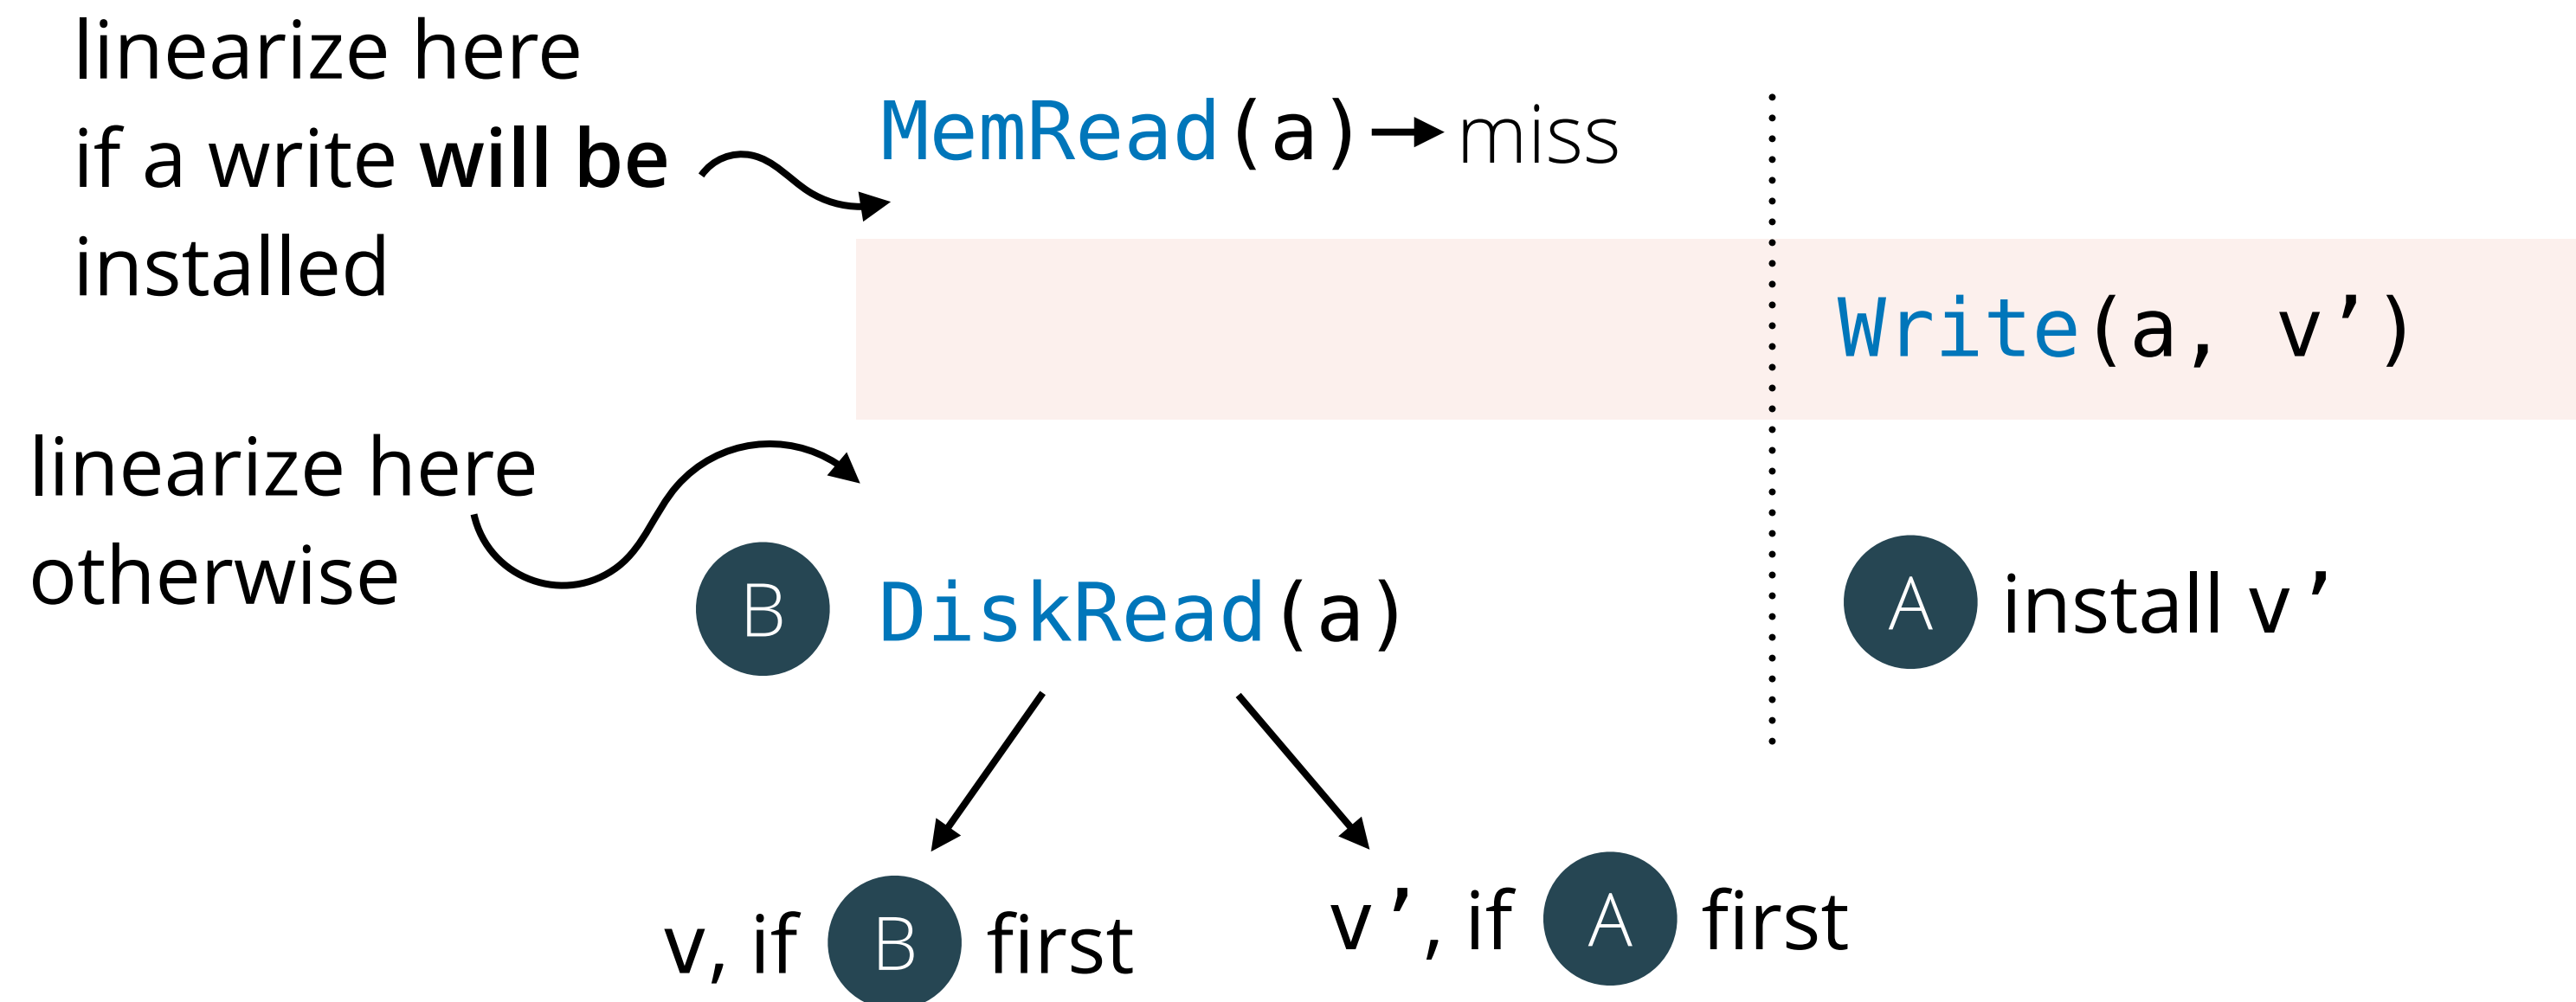 linearize here
if a write will be
installed
MemRead(a)→miss
Write(a, v’)
linearize here
otherwise
B DiskRead(a)
A install v’
v, if B first
v’, if A first